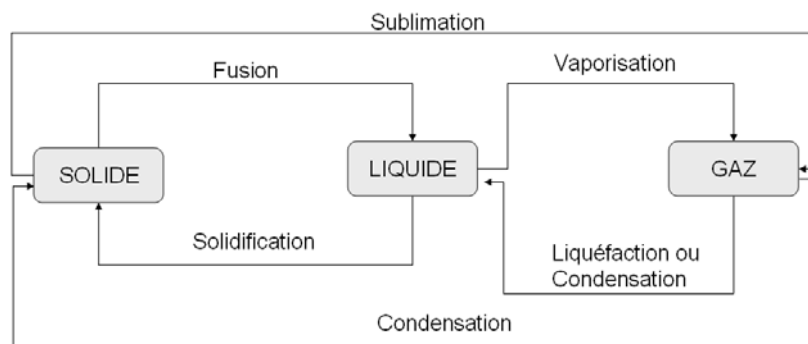 Sublimation
Fusion
Vaporisation
SOLIDE
LIQUIDE
GAZ
Solidification
Liquéfaction ou
Condensation
Condensation